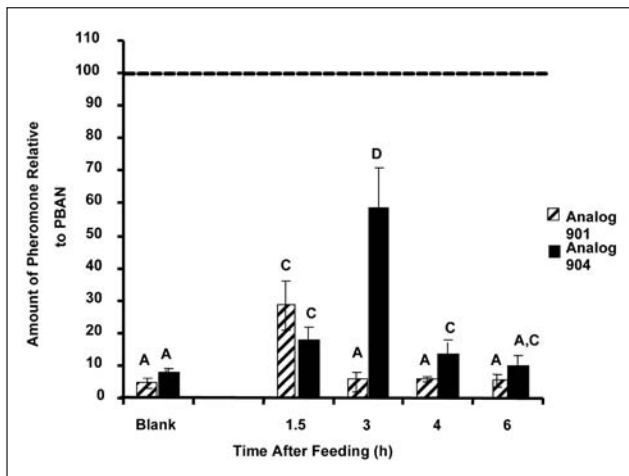 Amount of Pheromone Relative
to PBAN
110
100
90
80
70
60
50
40
30
20
10
0
A A
C
C
A
D
A
C
A
A,C
Analog
901
Analog
904
Blank 1.5 3 4 6
Time After Feeding (h)